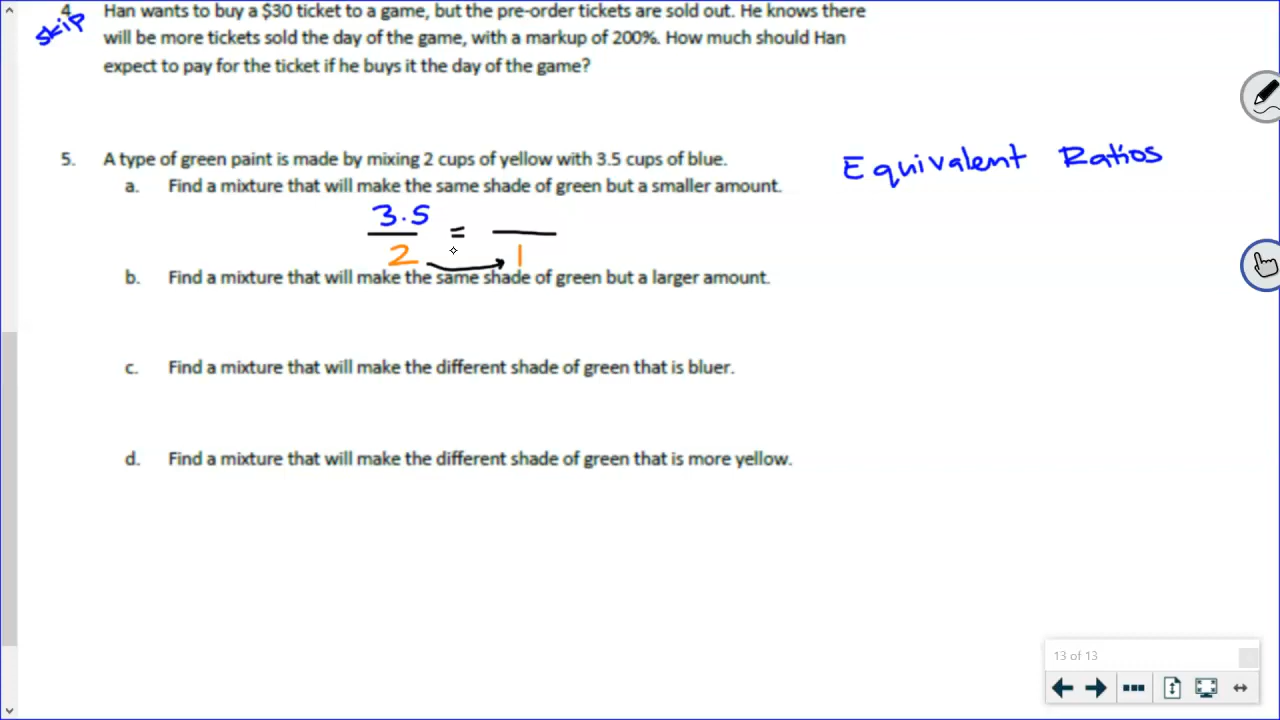 4. Han wants to buy a $30 ticket to a game, but the pre-order tickets are sold out. He knows there
skip
will be more tickets sold the day of the game, with a markup of 200%. How much should Han
expect to pay for the ticket if he buys it the day of the game?
5. A type of green paint is made by mixing 2 cups of yellow with 3.5 cups of blue.
Equivalent Ratios
a. Find a mixture that will make the same shade of green but a smaller amount.
3.5
=
2 1
b. Find a mixture that will make the same shade of green but a larger amount.
c. Find a mixture that will make the different shade of green that is bluer.
d. Find a mixture that will make the different shade of green that is more yellow.
13 of 13